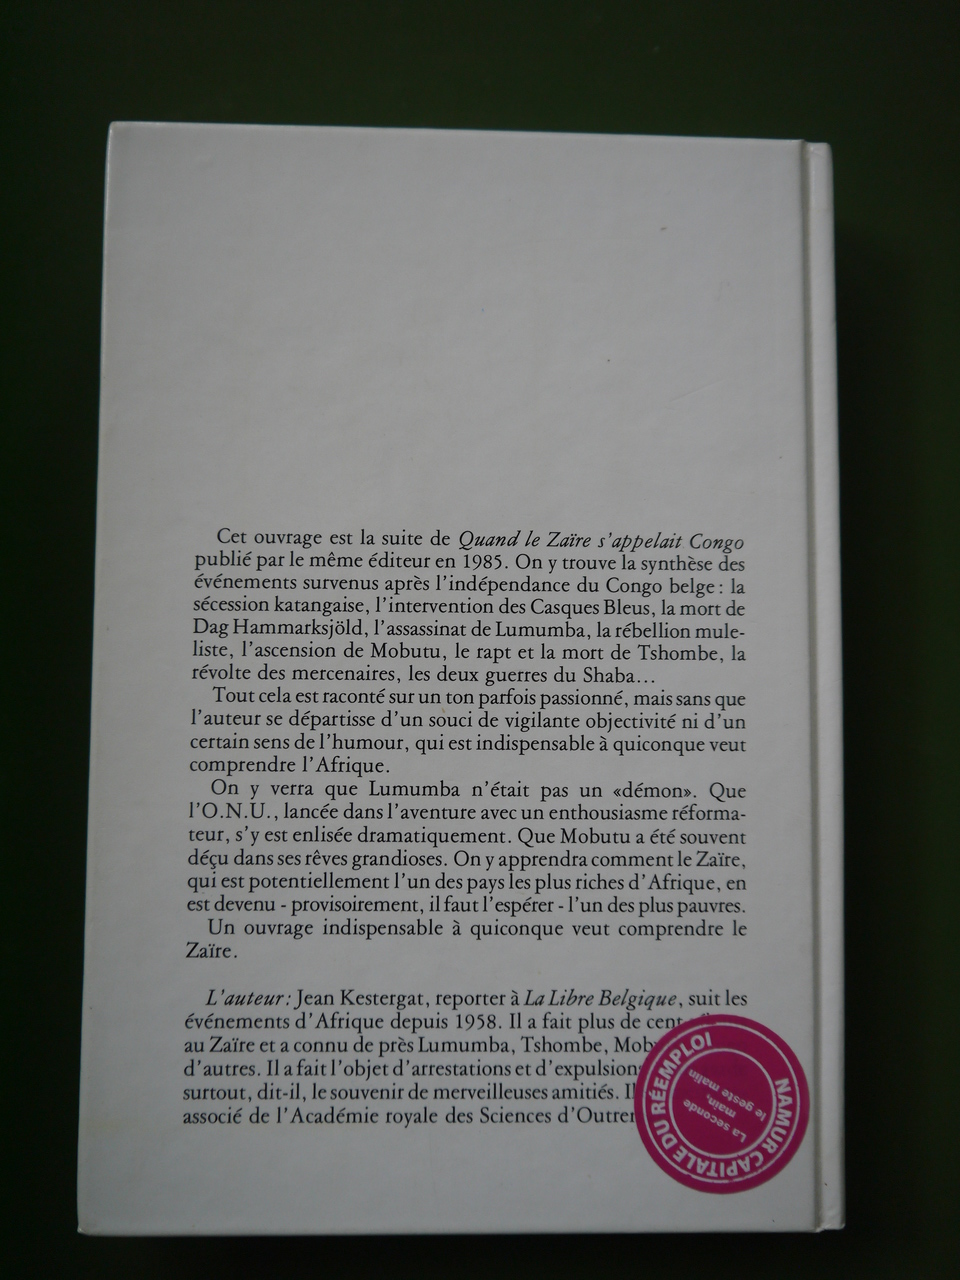 Cet ouvrage est la suite de Quand le Zaïre s'appelait Congo
publié par le même éditeur en 1985. On y trouve la synthèse des
événements survenus après l'indépendance du Congo belge : la
sécession katangaise, l'intervention des Casques Bleus, la mort de
Dag Hammarksjöld, l'assassinat de Lumumba, la rébellion mule-
liste, l'ascension de Mobutu, le rapt et la mort de Tshombe, la
révolte des mercenaires, les deux guerres du Shaba...
Tout cela est raconté sur un ton parfois passionné, mais sans que
l'auteur se départisse d'un souci de vigilante objectivité ni d'un
certain sens de l'humour, qui est indispensable à quiconque veut
comprendre l'Afrique.
On y verra que Lumumba n'était pas un «démon». Que
l'O.N.U., lancée dans l'aventure avec un enthousiasme réforma-
teur, s'y est enlisée dramatiquement. Que Mobutu a été souvent
déçu dans ses rêves grandioses. On y apprendra comment le Zaïre,
qui est potentiellement l'un des pays les plus riches d'Afrique, en
est devenu - provisoirement, il faut l'espérer - l'un des plus pauvres.
Un ouvrage indispensable à quiconque veut comprendre le
Zaïre.
L'auteur : Jean Kestergat, reporter à La Libre Belgique, suit les
événements d'Afrique depuis 1958. Il a fait plus de cent
au Zaïre et a connu de près Lumumba, Tshombe, Mob
d'autres. Il a fait l'objet d'arrestations et d'expulsion
surtout, dit-il, le souvenir de merveilleuses amitiés. Il
associé de l'Académie royale des Sciences d'Outre
NAMUR CAPITALE DU RÉEMPLOI
La seconde
main,
le geste malin